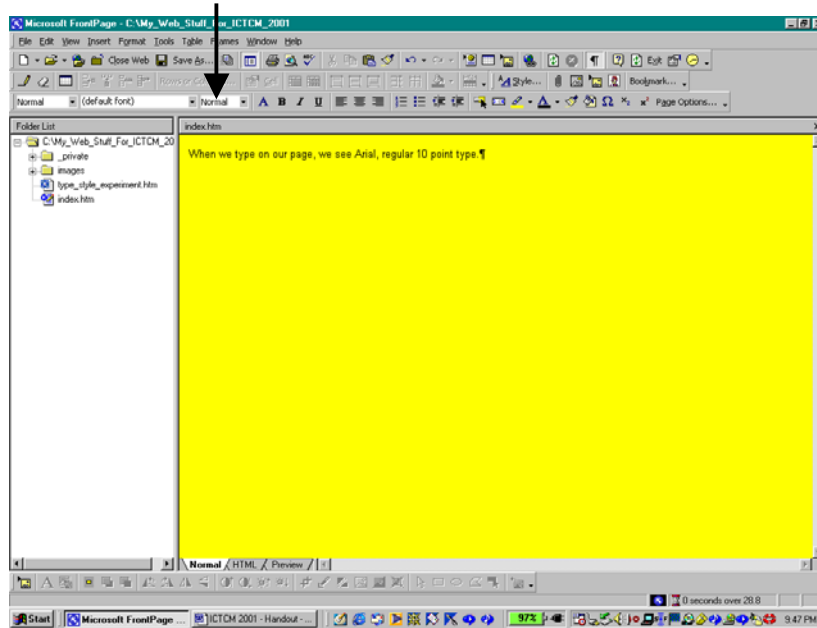 Microsoft FrontPage - C:\My_Web_Stuff_For_ICTCM_2001
File Edit View Insert Format Tools Table Frames Window Help
Close Web Save As... Exit
Style... Bookmark...
Normal (default font) Normal A B I U Page Options...
Folder List index.htm
C:\My_Web_Stuff_For_ICTCM_20
_private
images
type_style_experiment.htm
index.htm
When we type on our page, we see Arial, regular 10 point type.¶
Normal HTML Preview
0 seconds over 28.8
Start Microsoft FrontPage ... ICTCM 2001 - Handout - ... 97% 9:47 PM